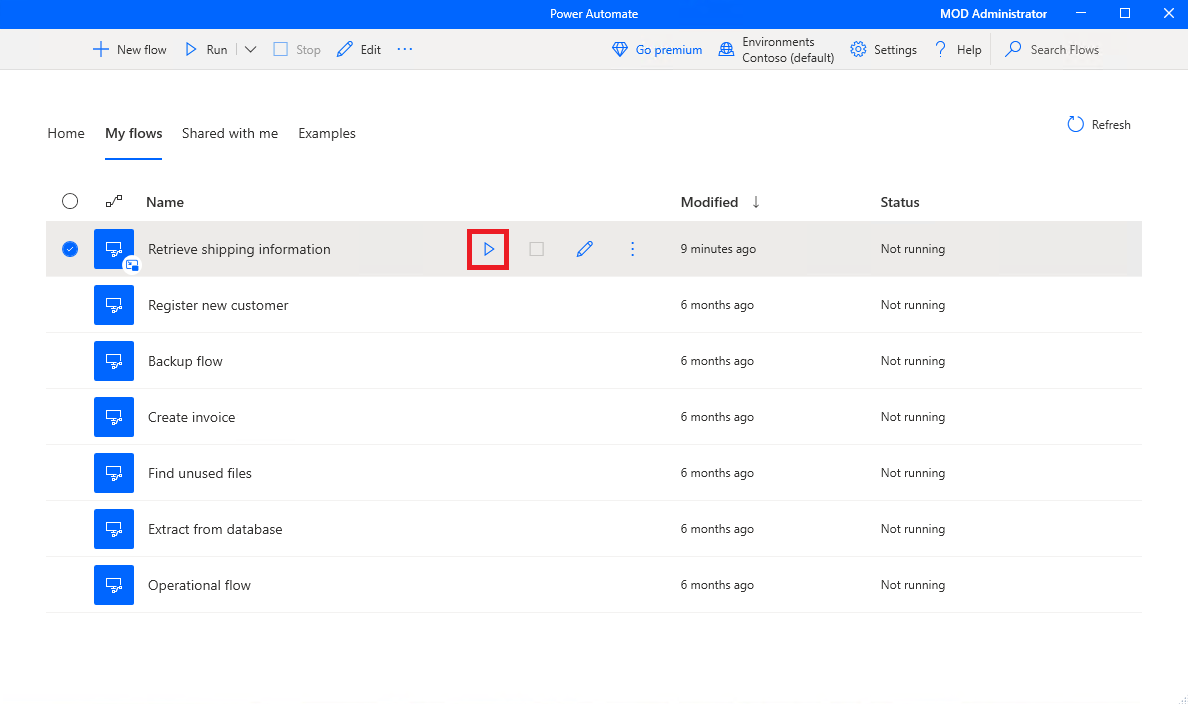 Power Automate
MOD Administrator
New flow
Run
Stop
Edit
Go premium
Environments
Contoso (default)
Settings
Help
Search Flows
Home
My flows
Shared with me
Examples
Refresh
Name Modified Status
Retrieve shipping information 9 minutes ago Not running
Register new customer 6 months ago Not running
Backup flow 6 months ago Not running
Create invoice 6 months ago Not running
Find unused files 6 months ago Not running
Extract from database 6 months ago Not running
Operational flow 6 months ago Not running